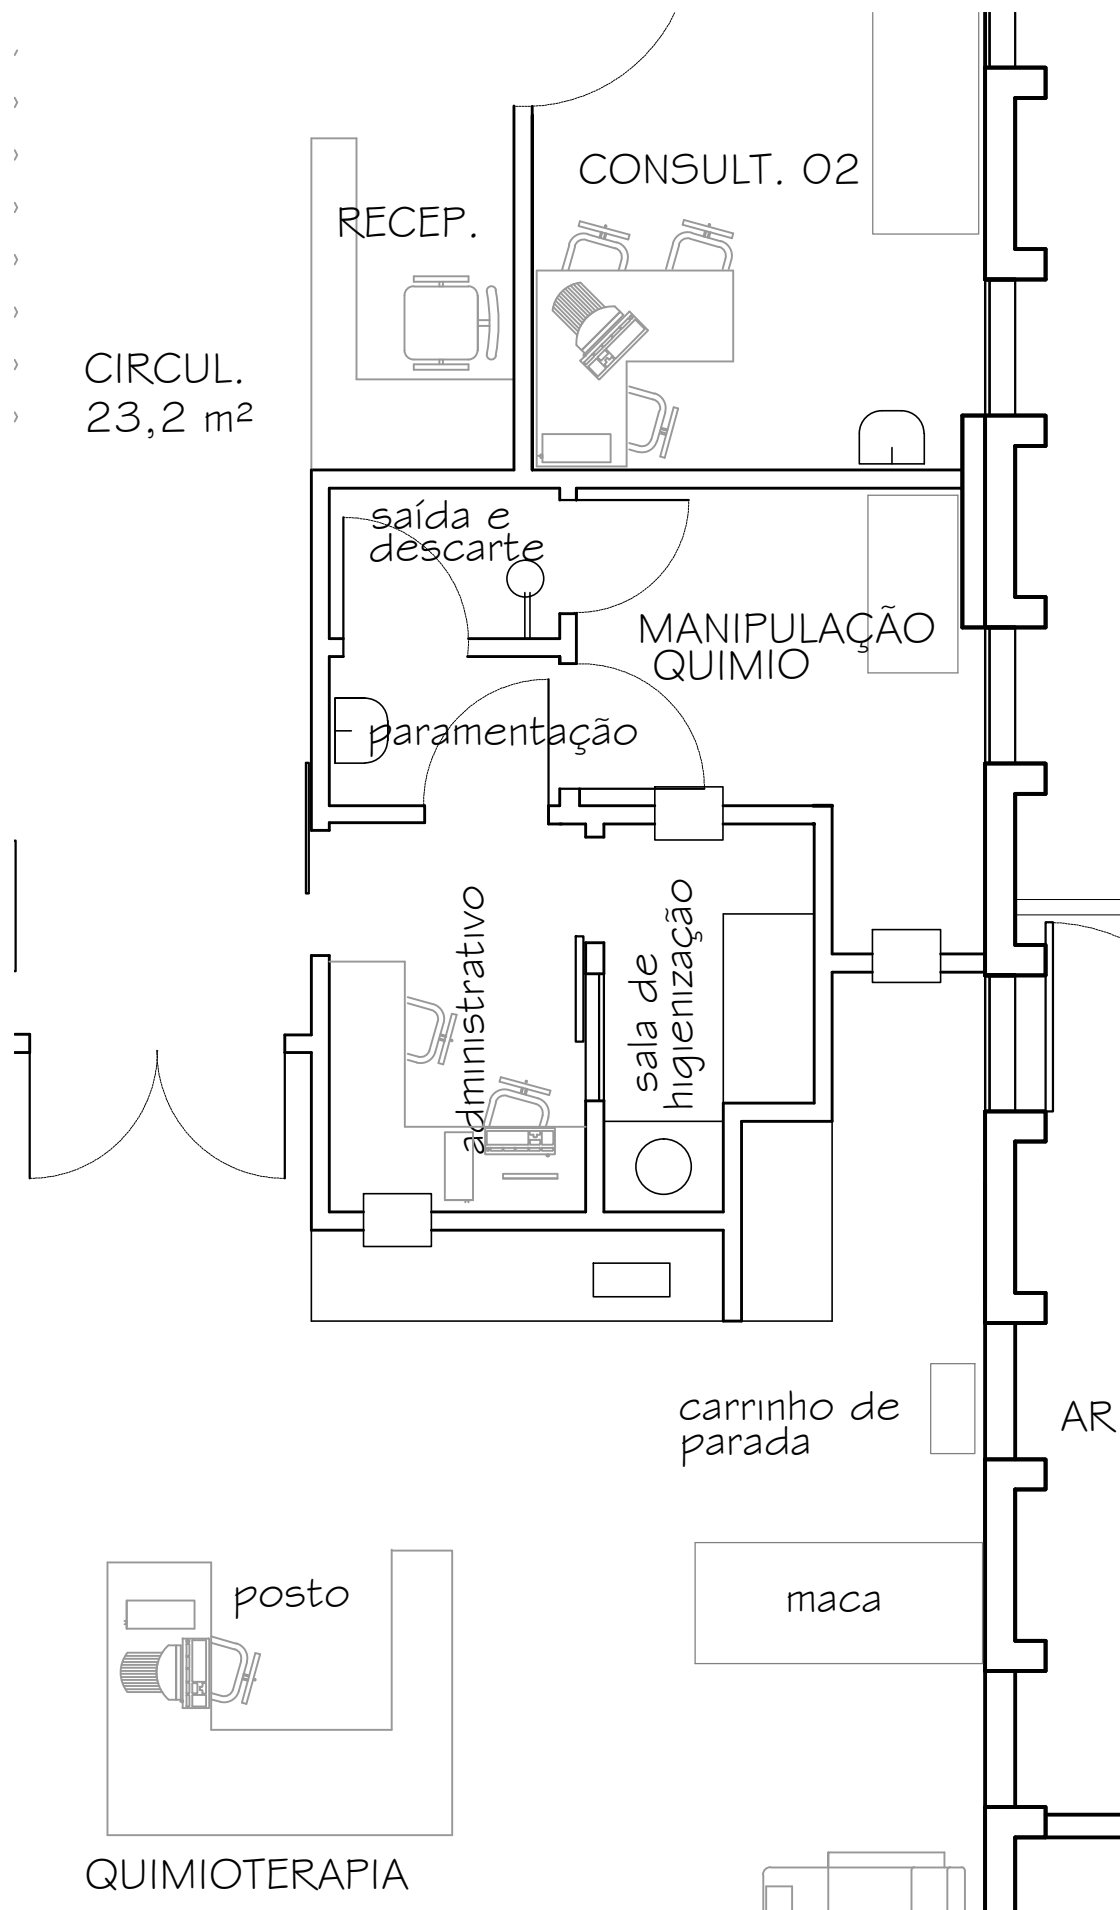 CONSULT. 02
RECEP.
CIRCUL.
23,2 m²
saída e
descarte
MANIPULAÇÃO
QUIMIO
paramentação
administrativo
sala de
higienização
carrinho de
parada
AR
posto
maca
QUIMIOTERAPIA